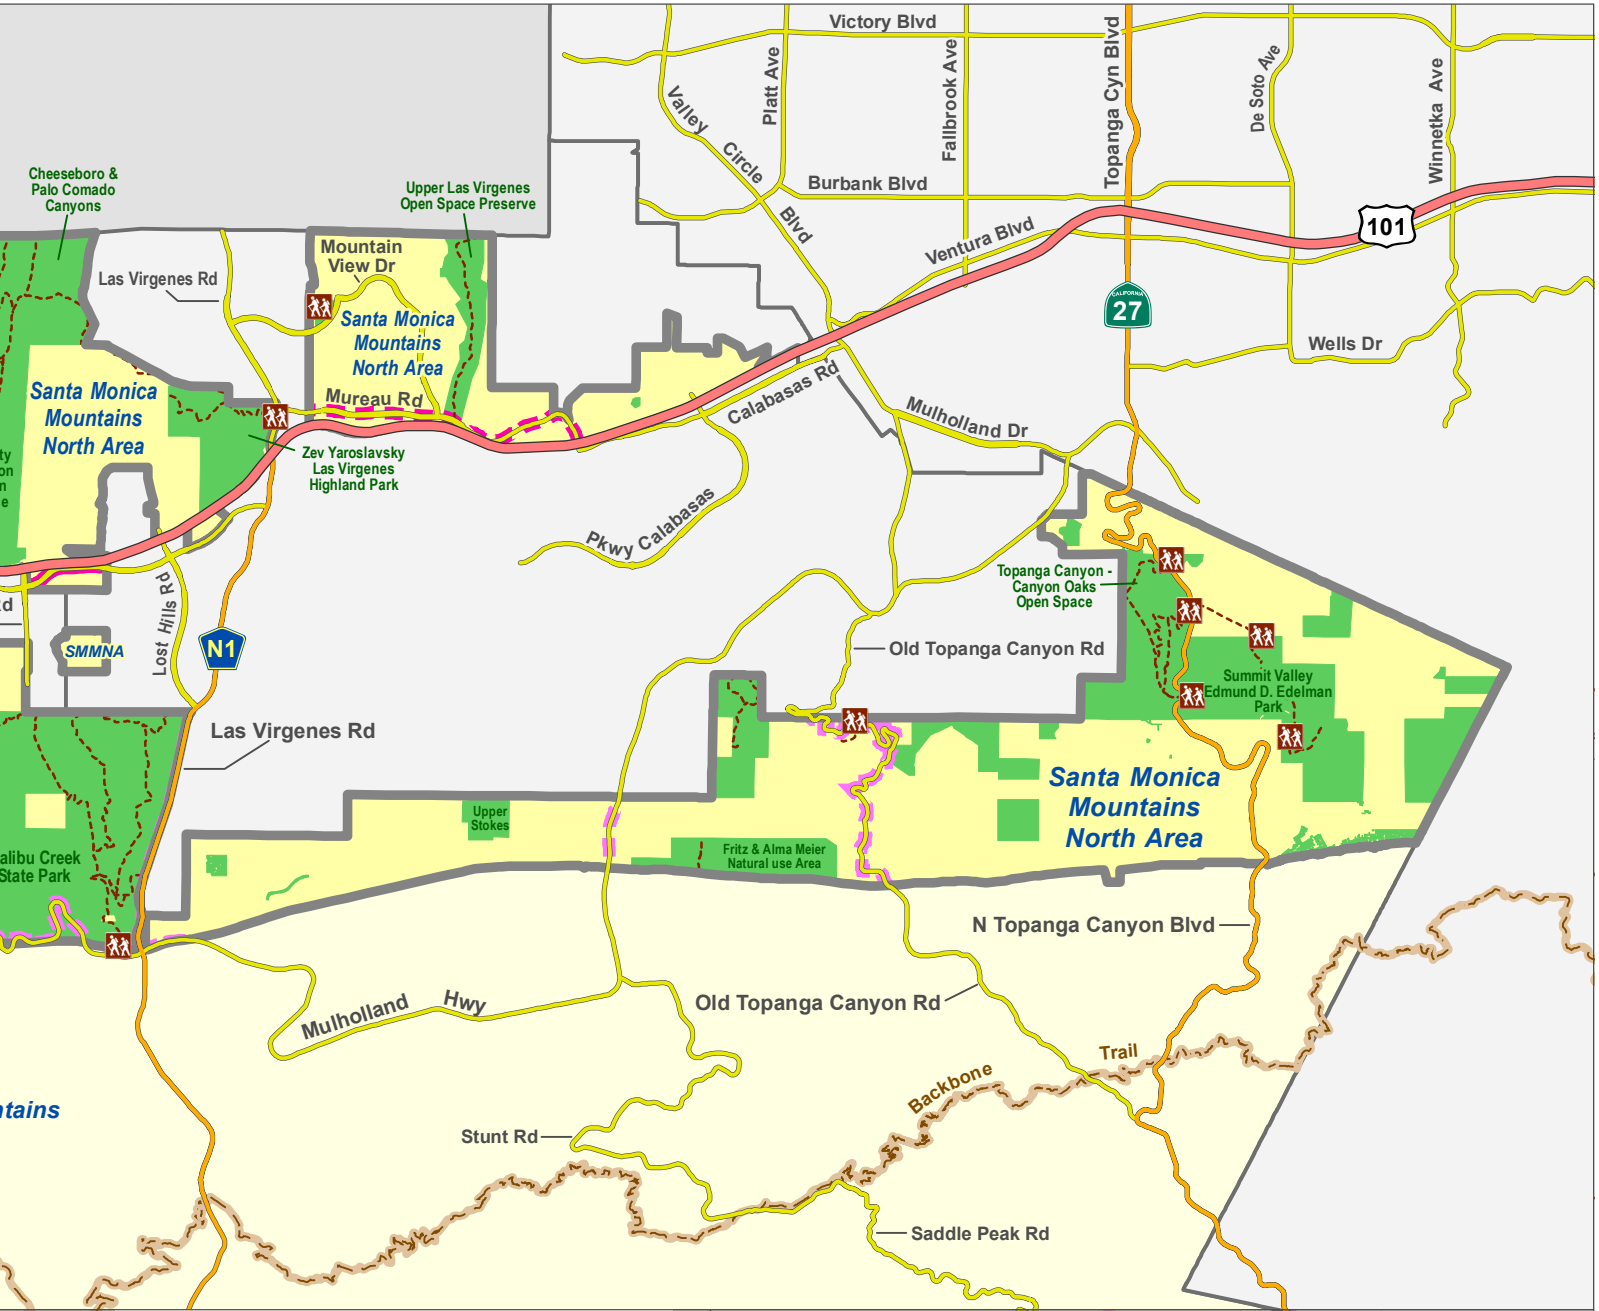 Victory Blvd
Platt Ave
Fallbrook Ave
Topanga Cyn Blvd
De Soto Ave
Winnetka Ave
Valley
Circle
Blvd
Burbank Blvd
Ventura Blvd
101
Cheeseboro &
Palo Comado
Canyons
Upper Las Virgenes
Open Space Preserve
Las Virgenes Rd
Mountain
View Dr
Santa Monica
Mountains
North Area
CALIFORNIA
27
Wells Dr
Santa Monica
Mountains
North Area
Mureau Rd
Calabasas Rd
Mulholland Dr
Zev Yaroslavsky
Las Virgenes
Highland Park
ty
on
n
e
Pkwy Calabasas
Topanga Canyon -
Canyon Oaks
Open Space
Rd
Lost Hills Rd
SMMNA
N1
Old Topanga Canyon Rd
Summit Valley
Edmund D. Edelman
Park
Las Virgenes Rd
Santa Monica
Mountains
North Area
Upper
Stokes
Fritz & Alma Meier
Natural use Area
alibu Creek
State Park
N Topanga Canyon Blvd
Mulholland Hwy
Old Topanga Canyon Rd
Backbone Trail
ntains
Stunt Rd
Saddle Peak Rd